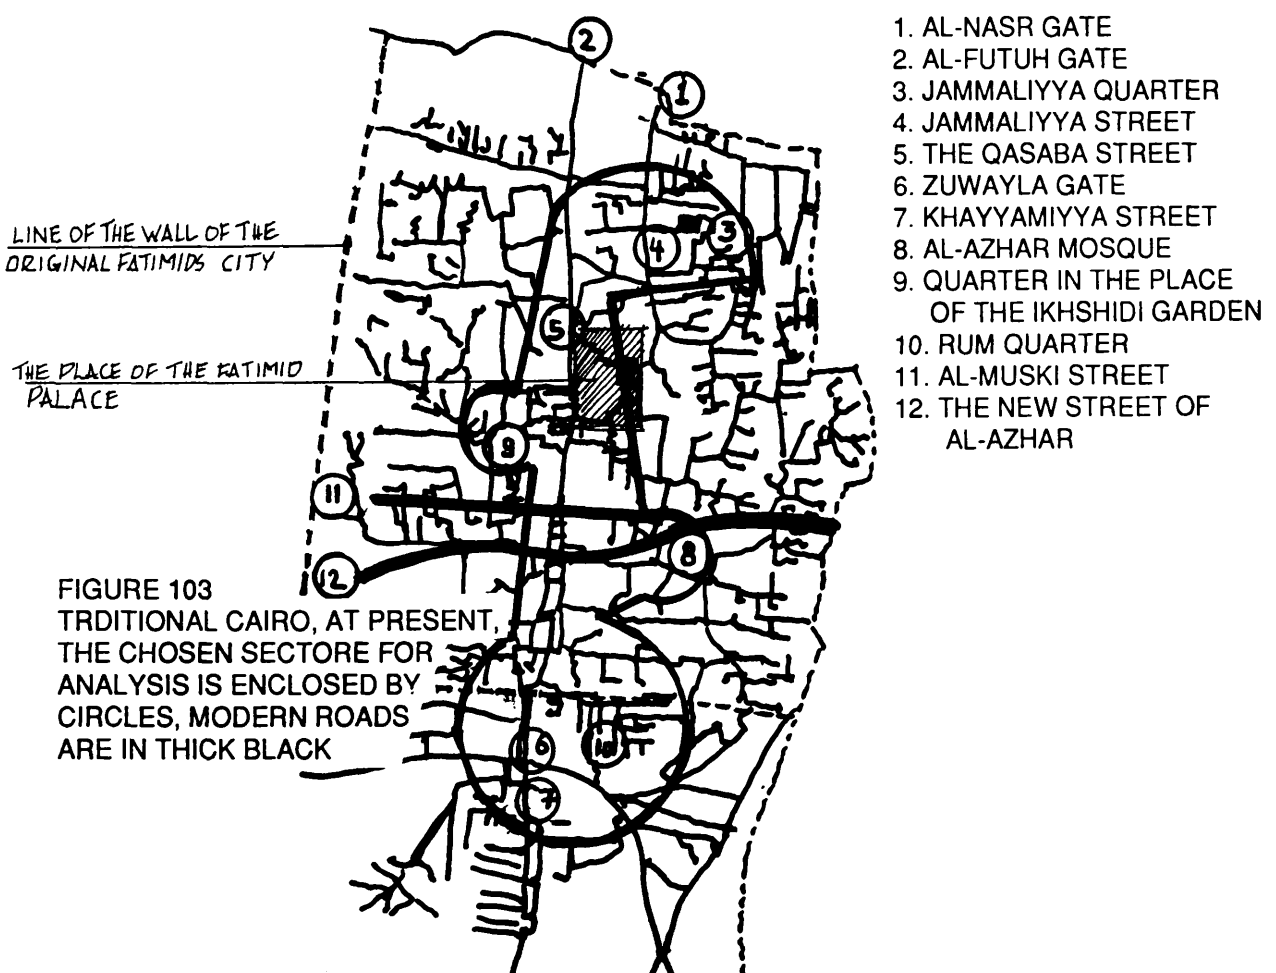 1. AL-NASR GATE
2. AL-FUTUH GATE
3. JAMMALIYYA QUARTER
4. JAMMALIYYA STREET
5. THE QASABA STREET
6. ZUWAYLA GATE
7. KHAYYAMIYYA STREET
8. AL-AZHAR MOSQUE
9. QUARTER IN THE PLACE
OF THE IKHSHIDI GARDEN
10. RUM QUARTER
11. AL-MUSKI STREET
12. THE NEW STREET OF
AL-AZHAR
2
1
3
4
LINE OF THE WALL OF THE
ORIGINAL FATIMIDS CITY
5
THE PLACE OF THE FATIMID
PALACE
9
11
8
12
FIGURE 103
TRDITIONAL CAIRO, AT PRESENT,
THE CHOSEN SECTORE FOR
ANALYSIS IS ENCLOSED BY
CIRCLES, MODERN ROADS
ARE IN THICK BLACK
6
10
7